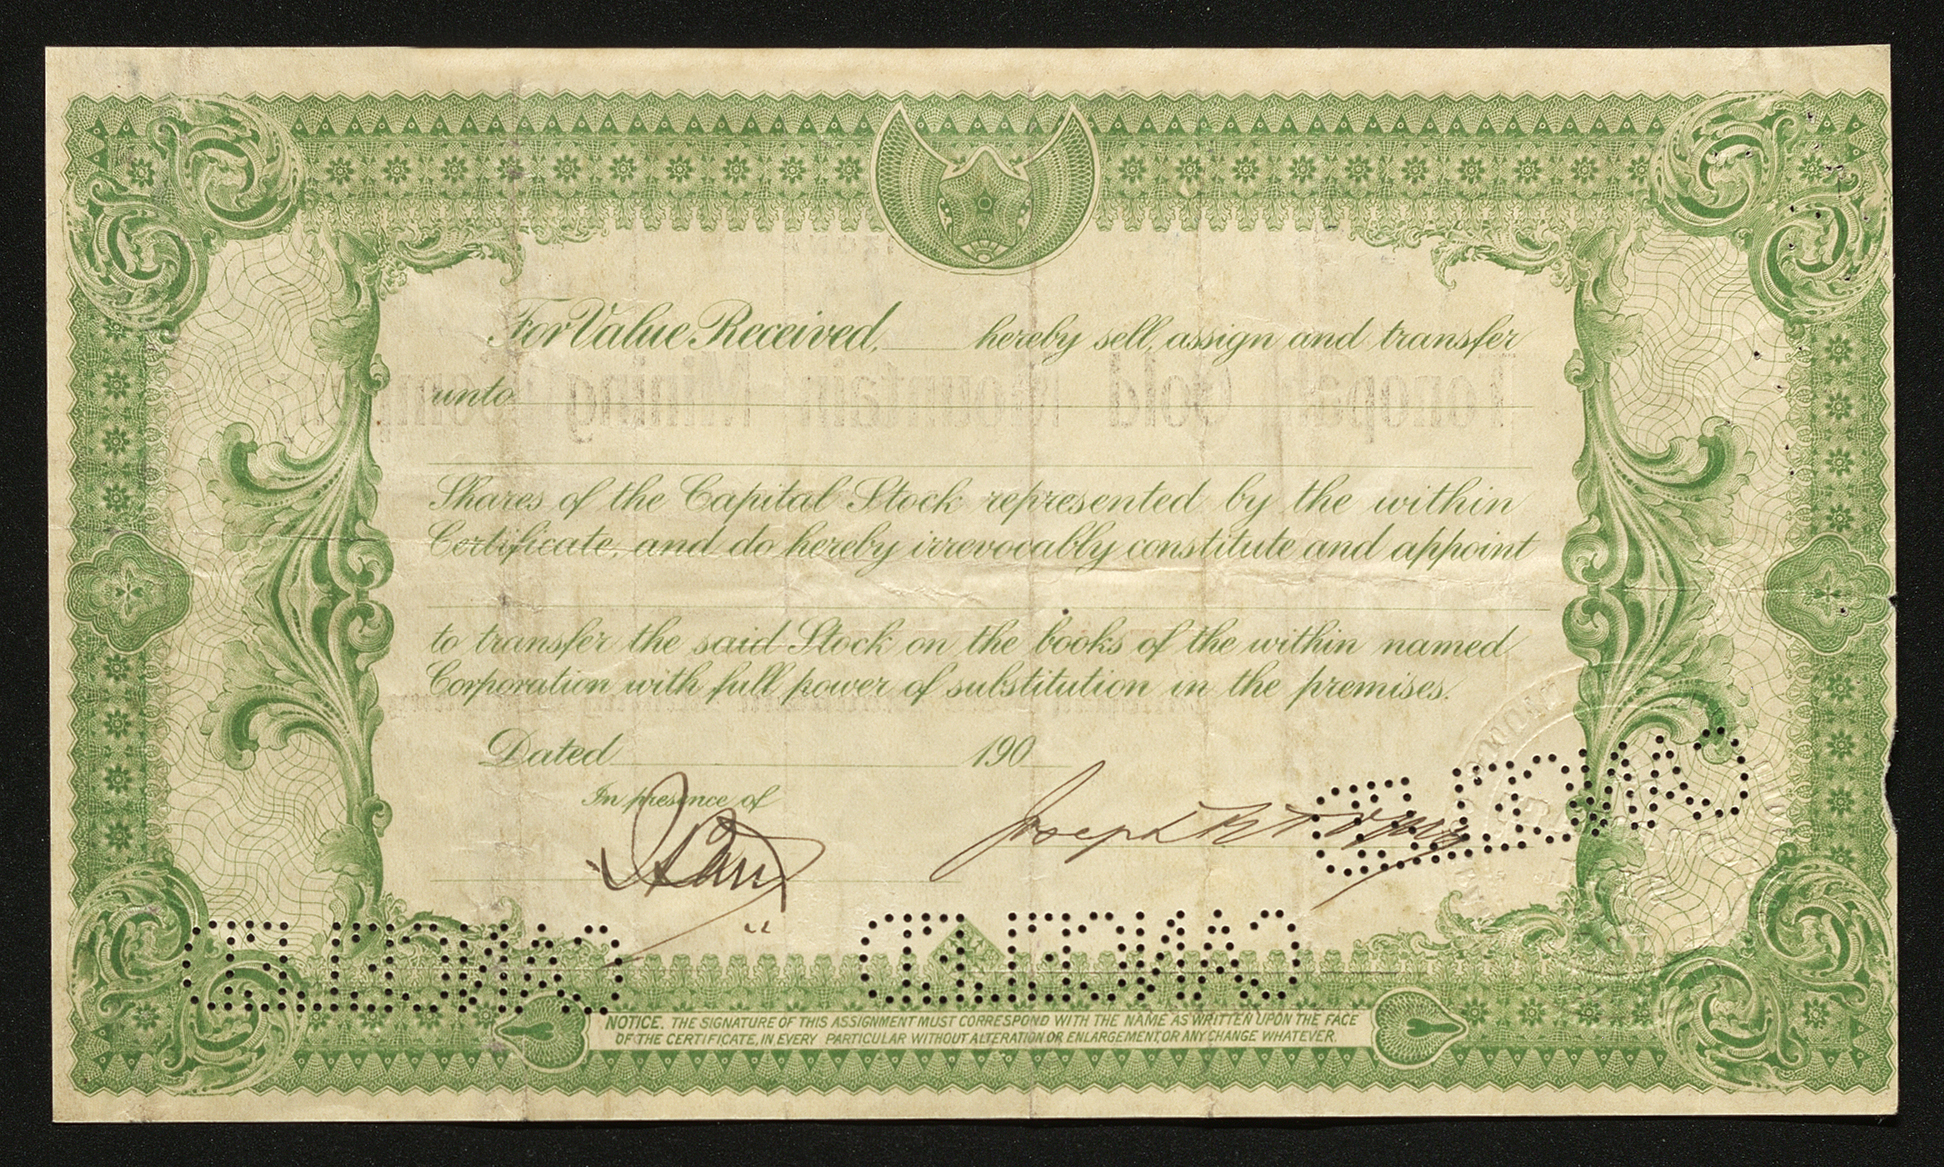 For Value Received, hereby sell, assign and transfer
unto
Shares of the Capital Stock represented by the within
Certificate, and do hereby irrevocably constitute and appoint
to transfer the said Stock on the books of the within named
Corporation with full power of substitution in the premises.
Dated 190
In presence of
Joseph
CANCELLED
CANCELLED
CANCELLED
NOTICE. THE SIGNATURE OF THIS ASSIGNMENT MUST CORRESPOND WITH THE NAME AS WRITTEN UPON THE FACE
OF THE CERTIFICATE, IN EVERY PARTICULAR WITHOUT ALTERATION OR ENLARGEMENT, OR ANY CHANGE WHATEVER.